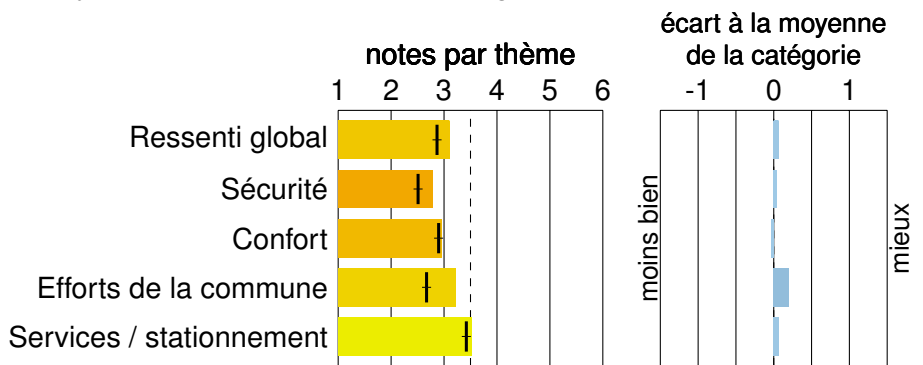 écart à la moyenne
de la catégorie
notes par thème
1 2 3 4 5 6
-1 0 1
Ressenti global
Sécurité
Confort
Efforts de la commune
Services / stationnement
moins bien
mieux